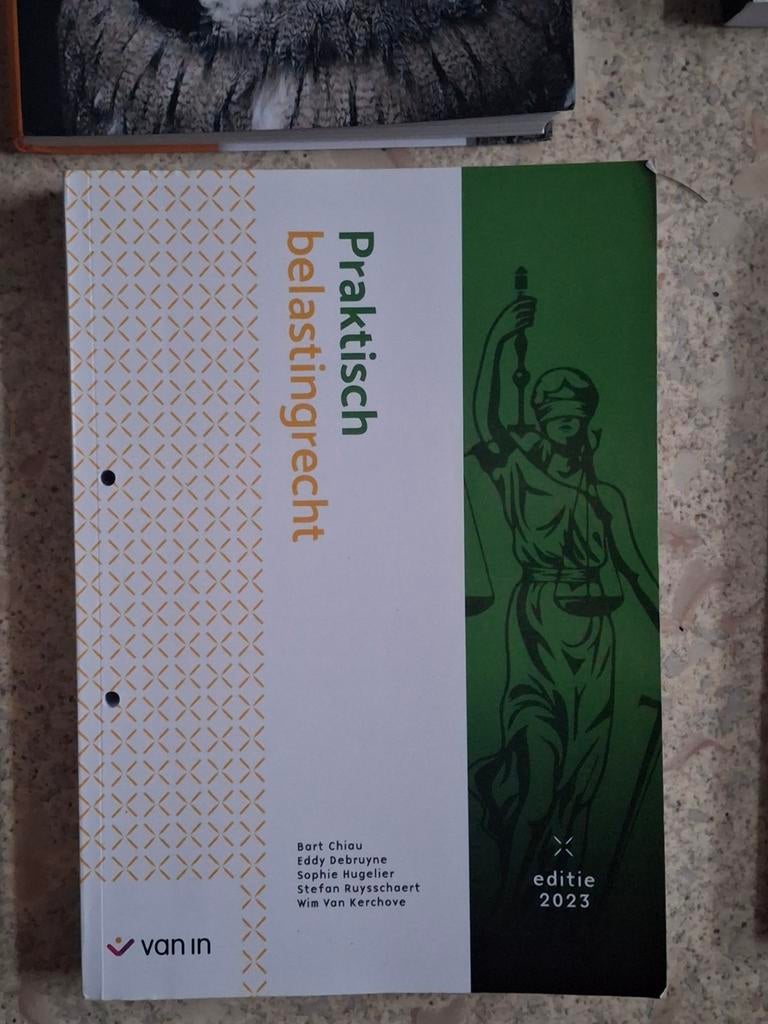 Praktisch
belastingrecht
Bart Chiau
Eddy Debruyne
Sophie Hugelier
Stefan Ruysschaert
Wim Van Kerchove
editie
2023
van in